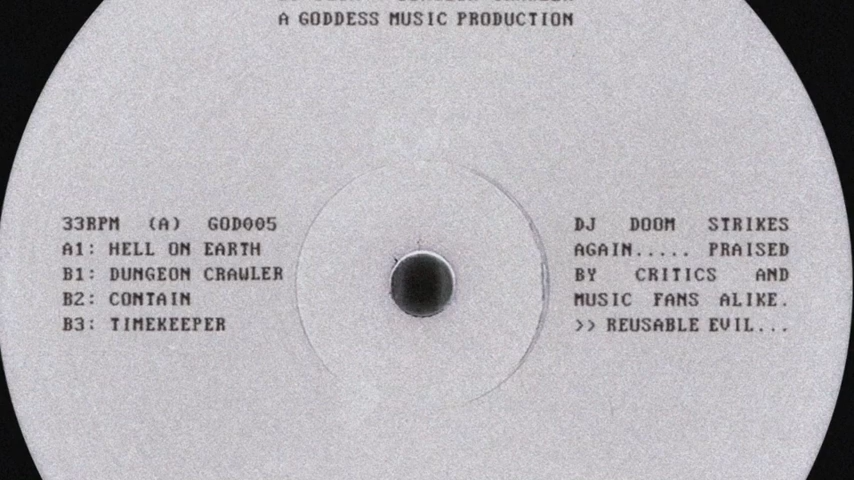 A GODDESS MUSIC PRODUCTION
33RPM (A) GOD005
A1: HELL ON EARTH
B1: DUNGEON CRAWLER
B2: CONTAIN
B3: TIMEKEEPER
DJ DOOM STRIKES
AGAIN..... PRAISED
BY CRITICS AND
MUSIC FANS ALIKE.
>> REUSABLE EVIL...